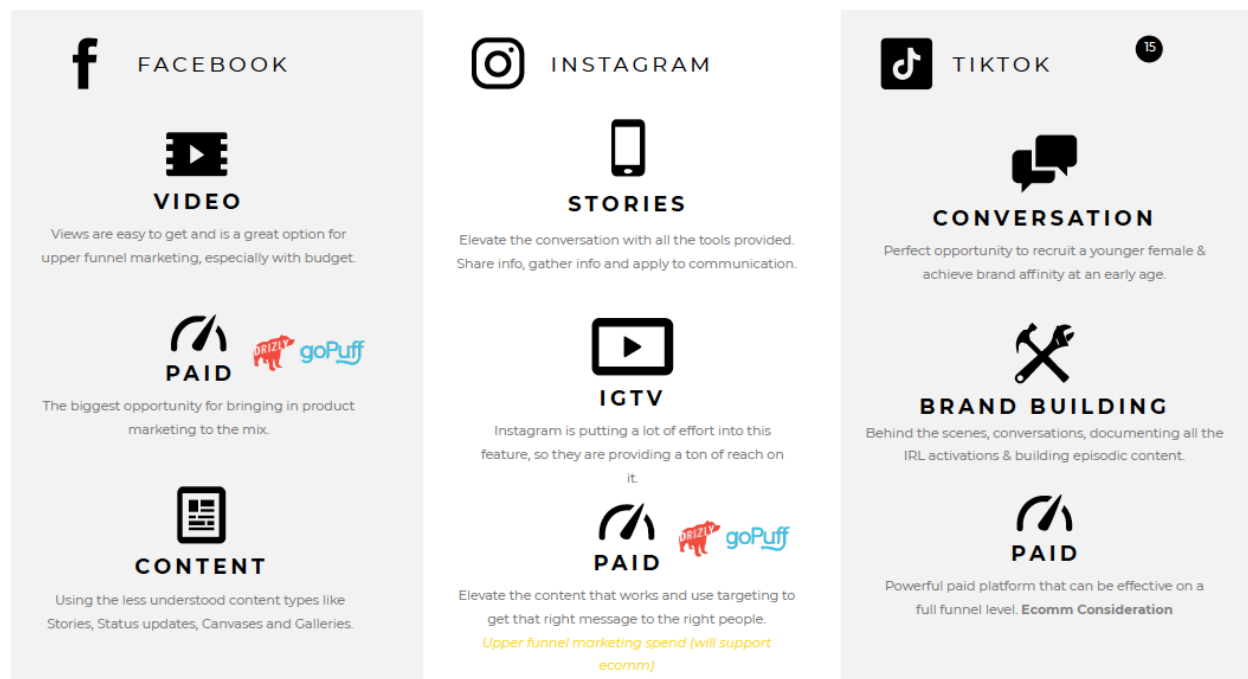 FACEBOOK
VIDEO
Views are easy to get and is a great option for
upper funnel marketing, especially with budget.
PAID
DRIZLY
goPuff
The biggest opportunity for bringing in product
marketing to the mix.
CONTENT
Using the less understood content types like
Stories, Status updates, Canvases and Galleries.
INSTAGRAM
STORIES
Elevate the conversation with all the tools provided.
Share info, gather info and apply to communication.
IGTV
Instagram is putting a lot of effort into this
feature, so they are providing a ton of reach on
it.
PAID
DRIZLY
goPuff
Elevate the content that works and use targeting to
get that right message to the right people.
Upper funnel marketing spend (will support
ecomm)
TIKTOK
15
CONVERSATION
Perfect opportunity to recruit a younger female &
achieve brand affinity at an early age.
BRAND BUILDING
Behind the scenes, conversations, documenting all the
IRL activations & building episodic content.
PAID
Powerful paid platform that can be effective on a
full funnel level. Ecomm Consideration